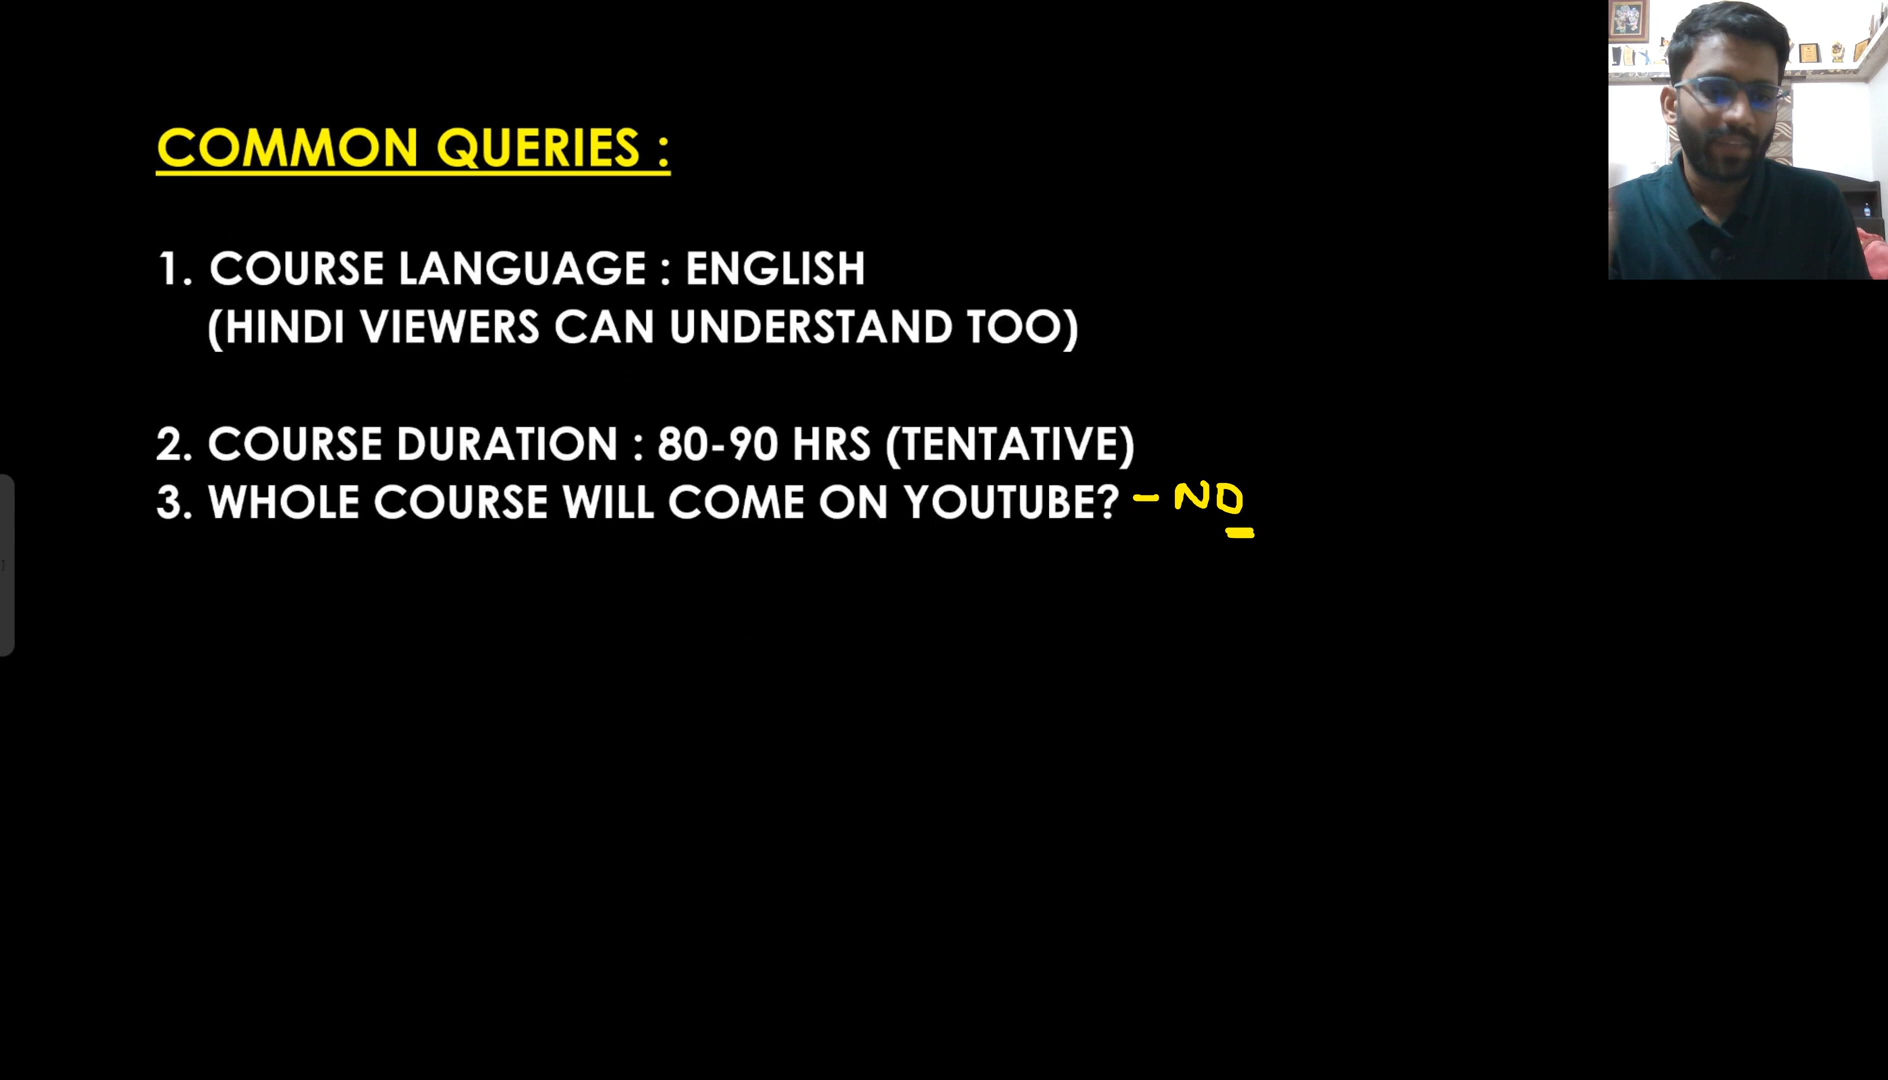 COMMON QUERIES :
1. COURSE LANGUAGE : ENGLISH
(HINDI VIEWERS CAN UNDERSTAND TOO)
2. COURSE DURATION : 80-90 HRS (TENTATIVE)
3. WHOLE COURSE WILL COME ON YOUTUBE? - NO